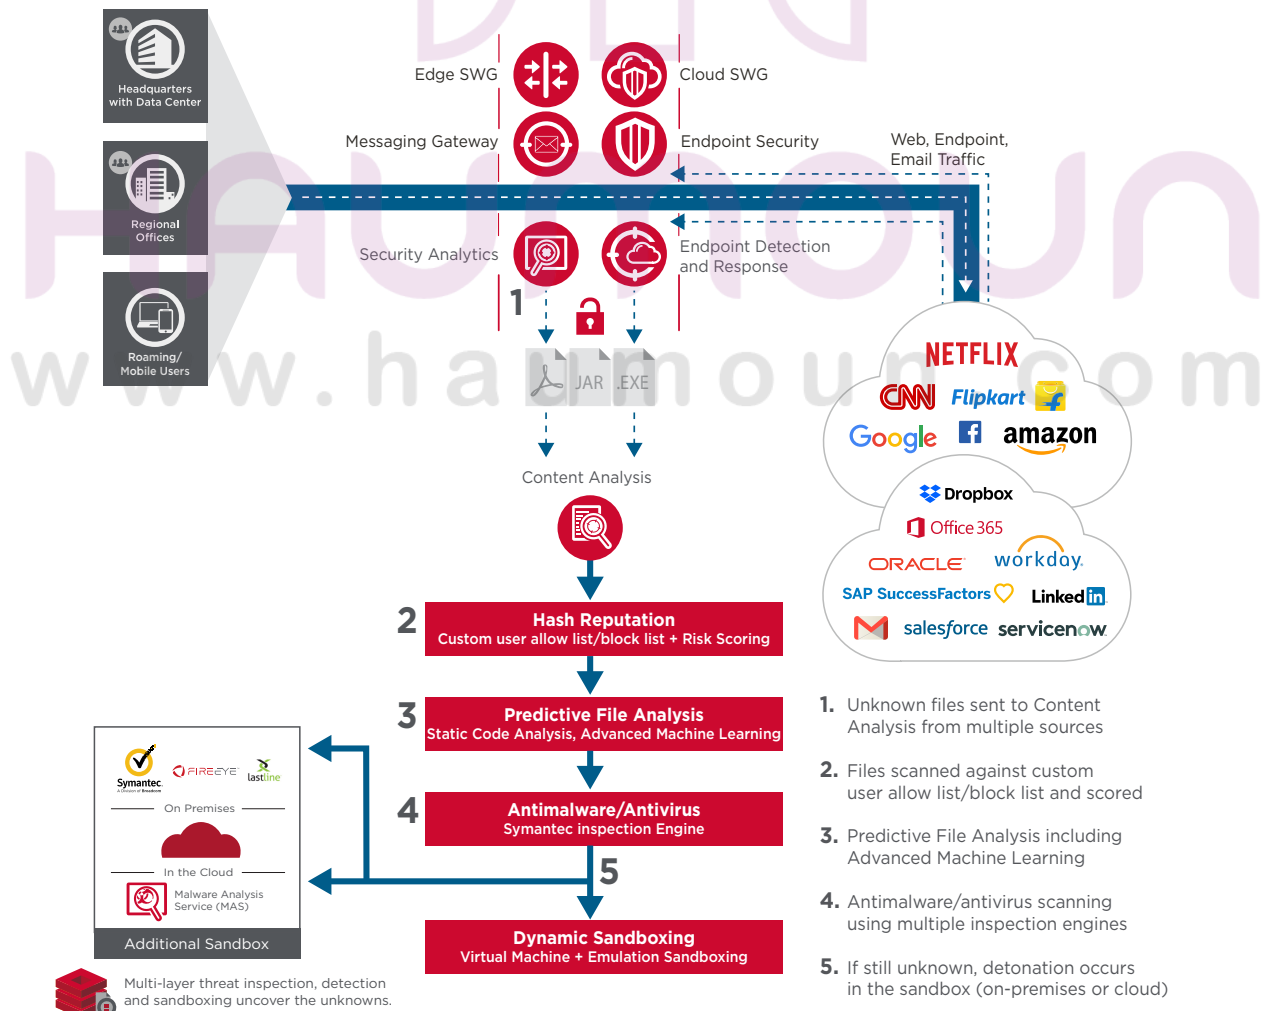 Headquarters
with Data Center
Regional
Offices
Roaming/
Mobile Users
Edge SWG
Cloud SWG
Messaging Gateway
Endpoint Security
Web, Endpoint,
Email Traffic
Security Analytics
Endpoint Detection
and Response
1
JAR
.EXE
Content Analysis
HAUMOUN
www.haumoun.com
NETFLIX
CNN
Flipkart
Google
amazon
Dropbox
Office 365
ORACLE
workday.
SAP SuccessFactors
LinkedIn
salesforce
servicenow
2
Hash Reputation
Custom user allow list/block list + Risk Scoring
3
Predictive File Analysis
Static Code Analysis, Advanced Machine Learning
4
Antimalware/Antivirus
Symantec inspection Engine
5
Dynamic Sandboxing
Virtual Machine + Emulation Sandboxing
Symantec
A Division of Broadcom
FIREEYE
lastline
On Premises
In the Cloud
Malware Analysis
Service (MAS)
Additional Sandbox
Multi-layer threat inspection, detection
and sandboxing uncover the unknowns.
1. Unknown files sent to Content
Analysis from multiple sources
2. Files scanned against custom
user allow list/block list and scored
3. Predictive File Analysis including
Advanced Machine Learning
4. Antimalware/antivirus scanning
using multiple inspection engines
5. If still unknown, detonation occurs
in the sandbox (on-premises or cloud)